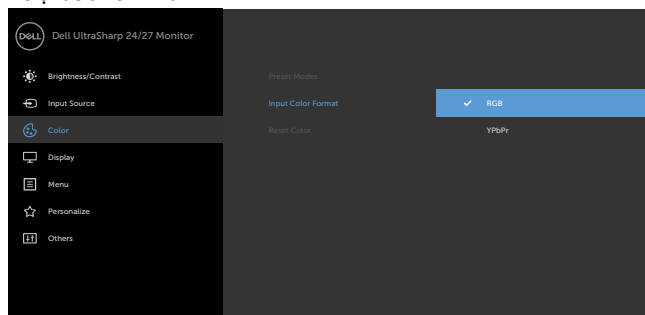 DELL
Dell UltraSharp 24/27 Monitor
Brightness/Contrast
Input Source
Color
Display
Menu
Personalize
Others
Preset Modes
Input Color Format
Reset Color
RGB
YPbPr